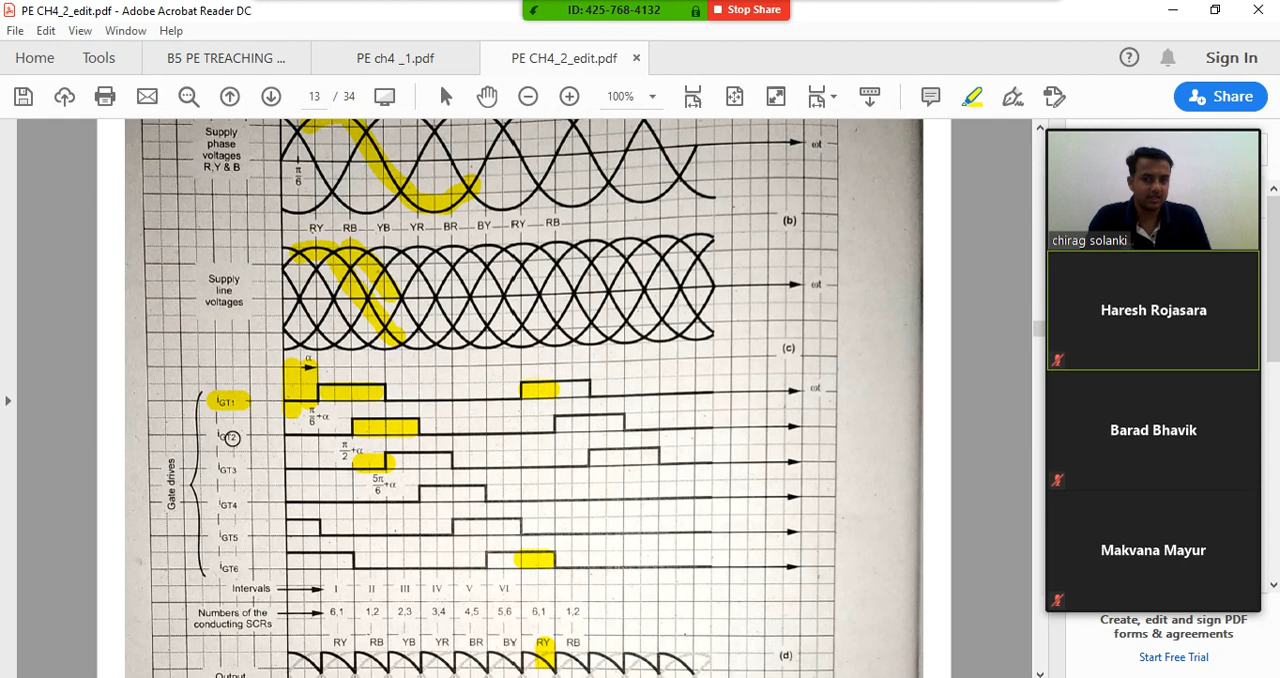 PE CH4_2_edit.pdf - Adobe Acrobat Reader DC
ID: 425-768-4132
Stop Share
File Edit View Window Help
Home Tools B5 PE TREACHING ... PE ch4 _1.pdf PE CH4_2_edit.pdf × Sign In
13 / 34 100% Share
Supply
phase
voltages
R,Y & B
π/6
ωt
RY RB YB YR BR BY RY RB
(b)
Supply
line
voltages
ωt
(c)
α
iGT1
ωt
π/6 +α
iGT2
π/2 +α
iGT3
5π/6 +α
iGT4
iGT5
iGT6
Gate drives
Intervals I II III IV V VI
Numbers of the
conducting SCRs
6,1 1,2 2,3 3,4 4,5 5,6 6,1 1,2
RY RB YB YR BR BY RY RB
(d)
Output
chirag solanki
Haresh Rojasara
Barad Bhavik
Makvana Mayur
Create, edit and sign PDF
forms & agreements
Start Free Trial